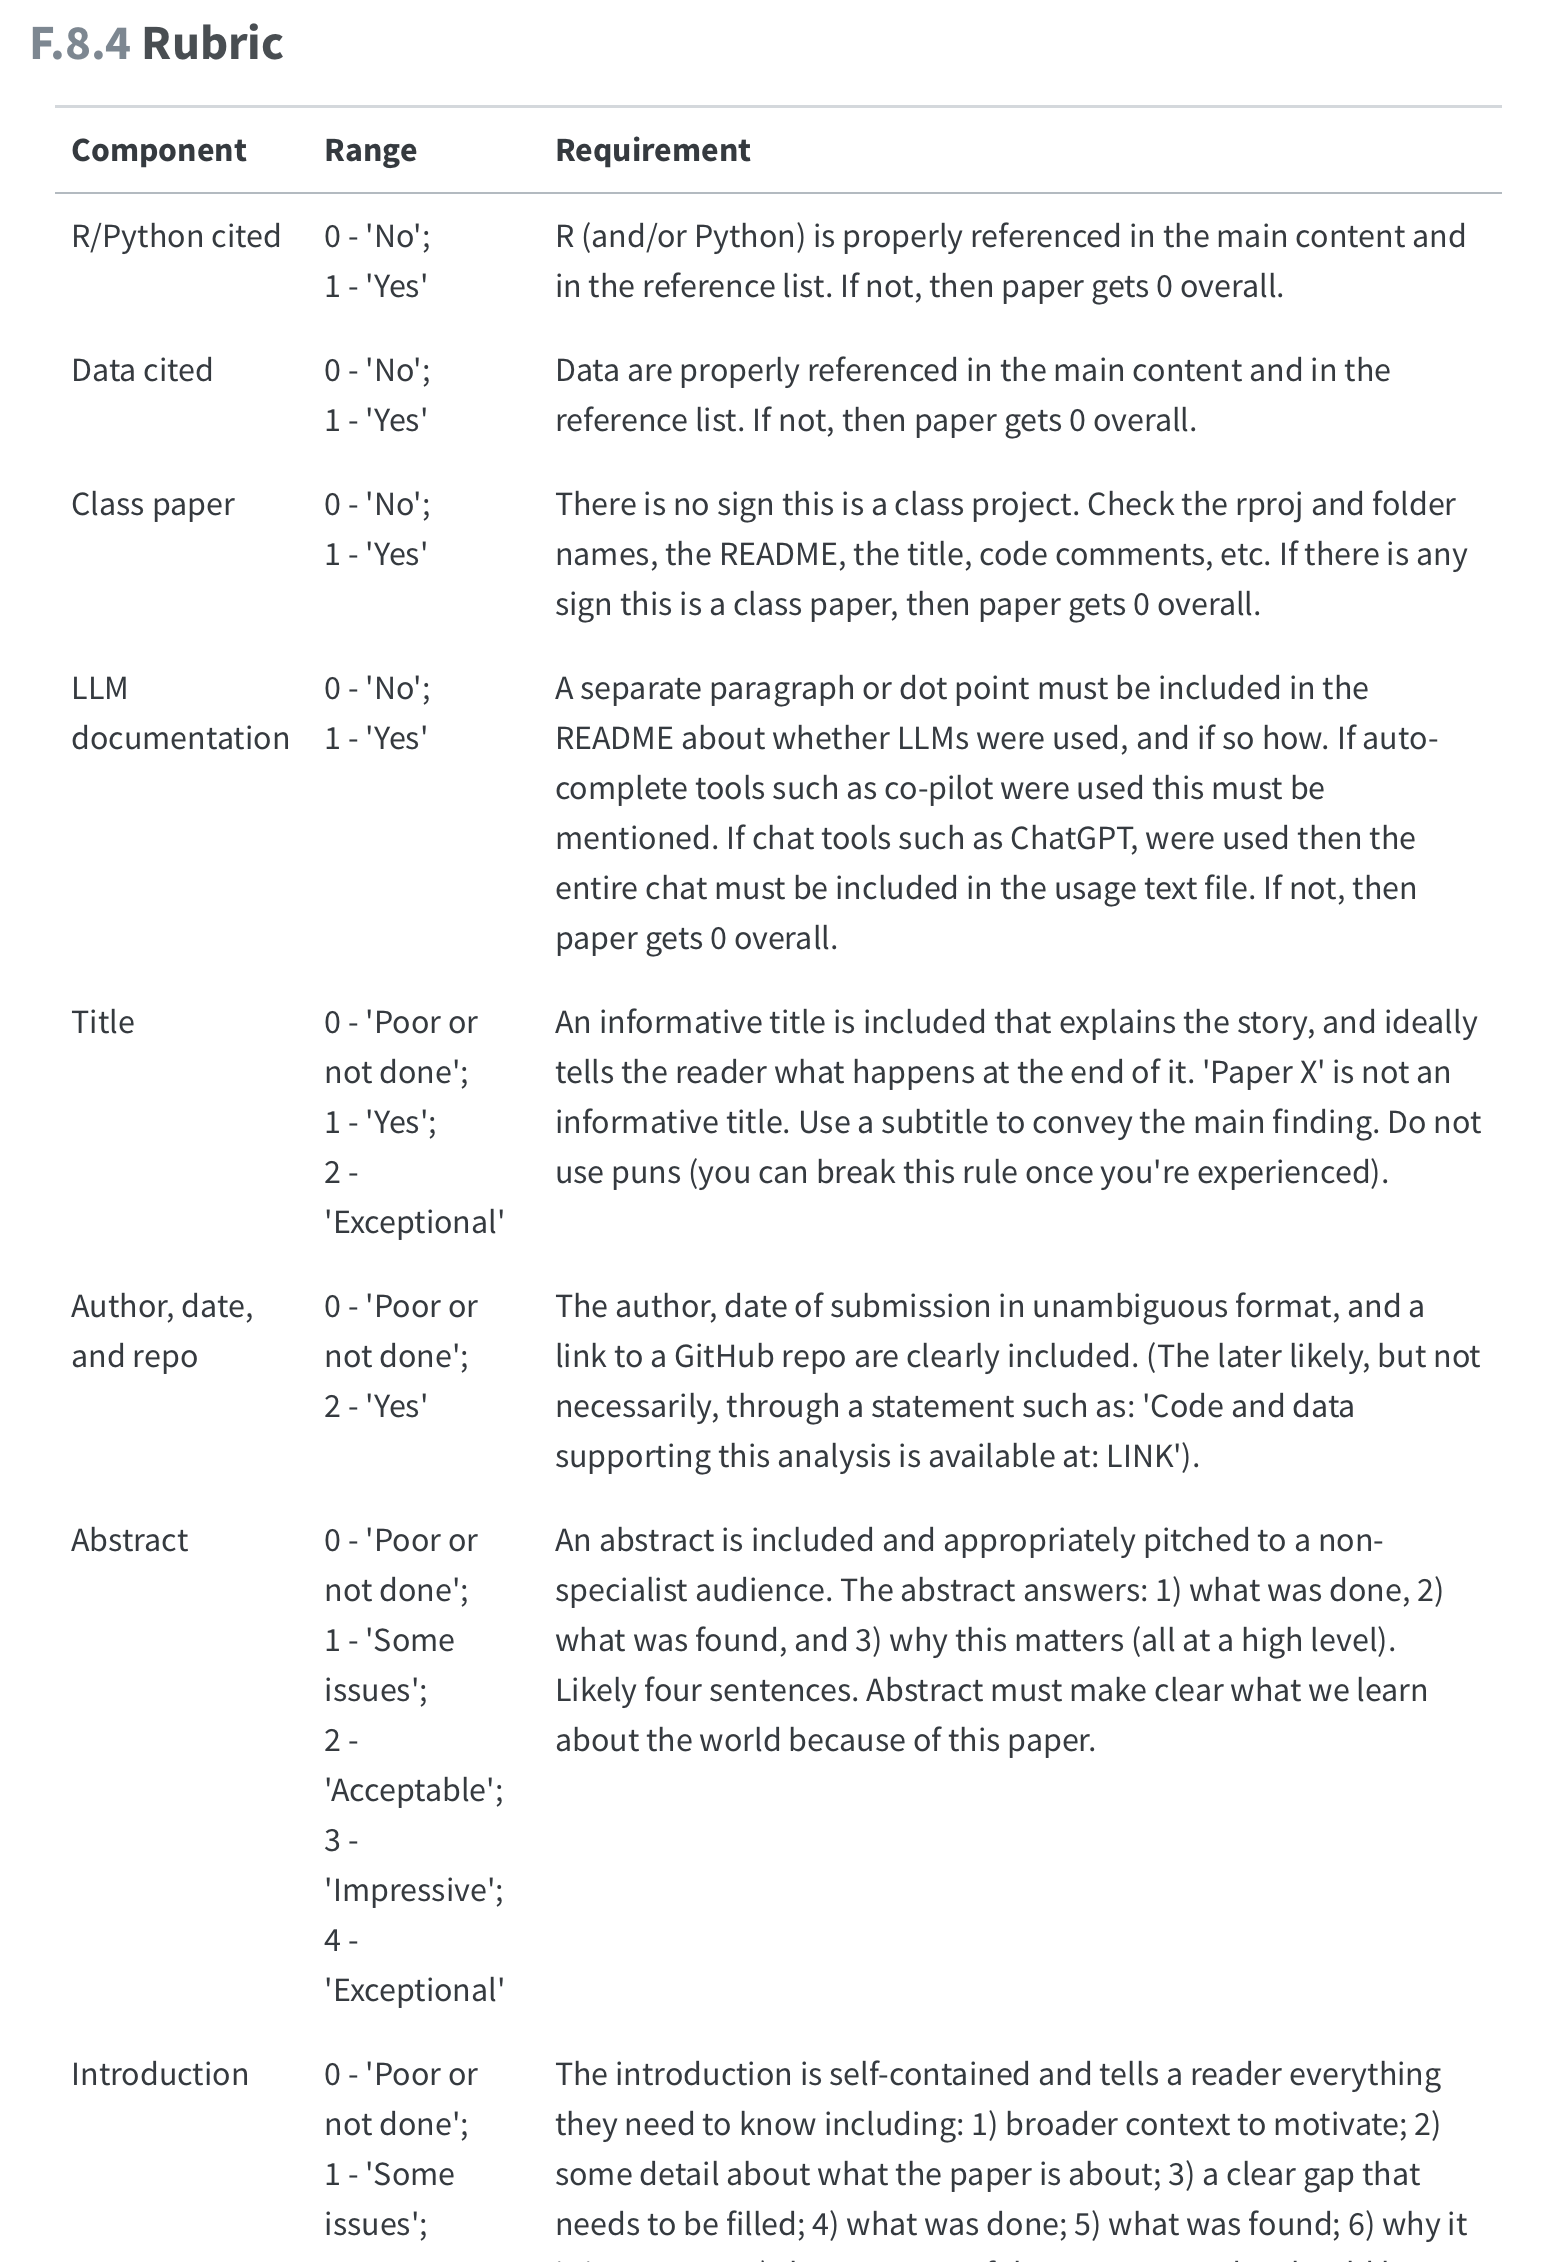 F.8.4 Rubric
Component Range Requirement
R/Python cited 0 - 'No'; R (and/or Python) is properly referenced in the main content and
1 - 'Yes' in the reference list. If not, then paper gets 0 overall.
Data cited 0 - 'No'; Data are properly referenced in the main content and in the
1 - 'Yes' reference list. If not, then paper gets 0 overall.
Class paper 0 - 'No'; There is no sign this is a class project. Check the rproj and folder
1 - 'Yes' names, the README, the title, code comments, etc. If there is any
sign this is a class paper, then paper gets 0 overall.
LLM 0 - 'No'; A separate paragraph or dot point must be included in the
documentation 1 - 'Yes' README about whether LLMs were used, and if so how. If auto-
complete tools such as co-pilot were used this must be
mentioned. If chat tools such as ChatGPT, were used then the
entire chat must be included in the usage text file. If not, then
paper gets 0 overall.
Title 0 - 'Poor or An informative title is included that explains the story, and ideally
not done'; tells the reader what happens at the end of it. 'Paper X' is not an
1 - 'Yes'; informative title. Use a subtitle to convey the main finding. Do not
2 - use puns (you can break this rule once you're experienced).
'Exceptional'
Author, date, 0 - 'Poor or The author, date of submission in unambiguous format, and a
and repo not done'; link to a GitHub repo are clearly included. (The later likely, but not
2 - 'Yes' necessarily, through a statement such as: 'Code and data
supporting this analysis is available at: LINK').
Abstract 0 - 'Poor or An abstract is included and appropriately pitched to a non-
not done'; specialist audience. The abstract answers: 1) what was done, 2)
1 - 'Some what was found, and 3) why this matters (all at a high level).
issues'; Likely four sentences. Abstract must make clear what we learn
2 - about the world because of this paper.
'Acceptable';
3 -
'Impressive';
4 -
'Exceptional'
Introduction 0 - 'Poor or The introduction is self-contained and tells a reader everything
not done'; they need to know including: 1) broader context to motivate; 2)
1 - 'Some some detail about what the paper is about; 3) a clear gap that
issues'; needs to be filled; 4) what was done; 5) what was found; 6) why it